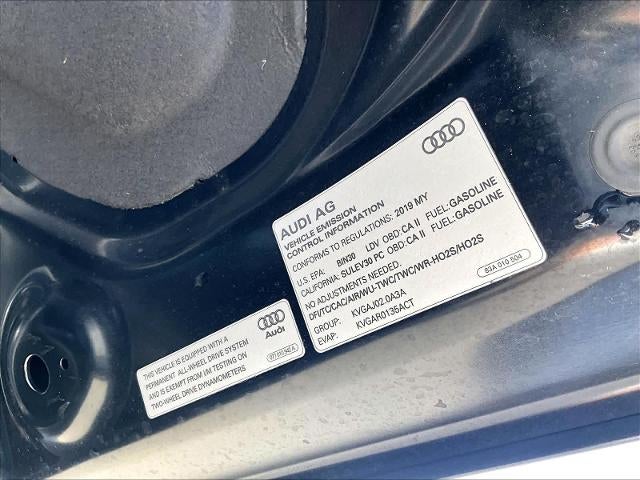 AUDI AG
VEHICLE EMISSION
CONTROL INFORMATION
CONFORMS TO REGULATIONS: 2019 MY
U.S. EPA: BIN30 LDV OBD:CA II FUEL:GASOLINE
CALIFORNIA: SULEV30 PC OBD:CA II FUEL:GASOLINE
NO ADJUSTMENTS NEEDED.
DFI/TC/CAC/AIR/WU-TWC/TWC/WR-HO2S/HO2S
GROUP: KVGAJ02.0A3A
EVAP: KVGAR0135ACT
83A 010 504
Audi
THIS VEHICLE IS EQUIPPED WITH A
PERMANENT ALL-WHEEL DRIVE SYSTEM
AND IS EXEMPT FROM I/M TESTING ON
TWO-WHEEL DRIVE DYNAMOMETERS